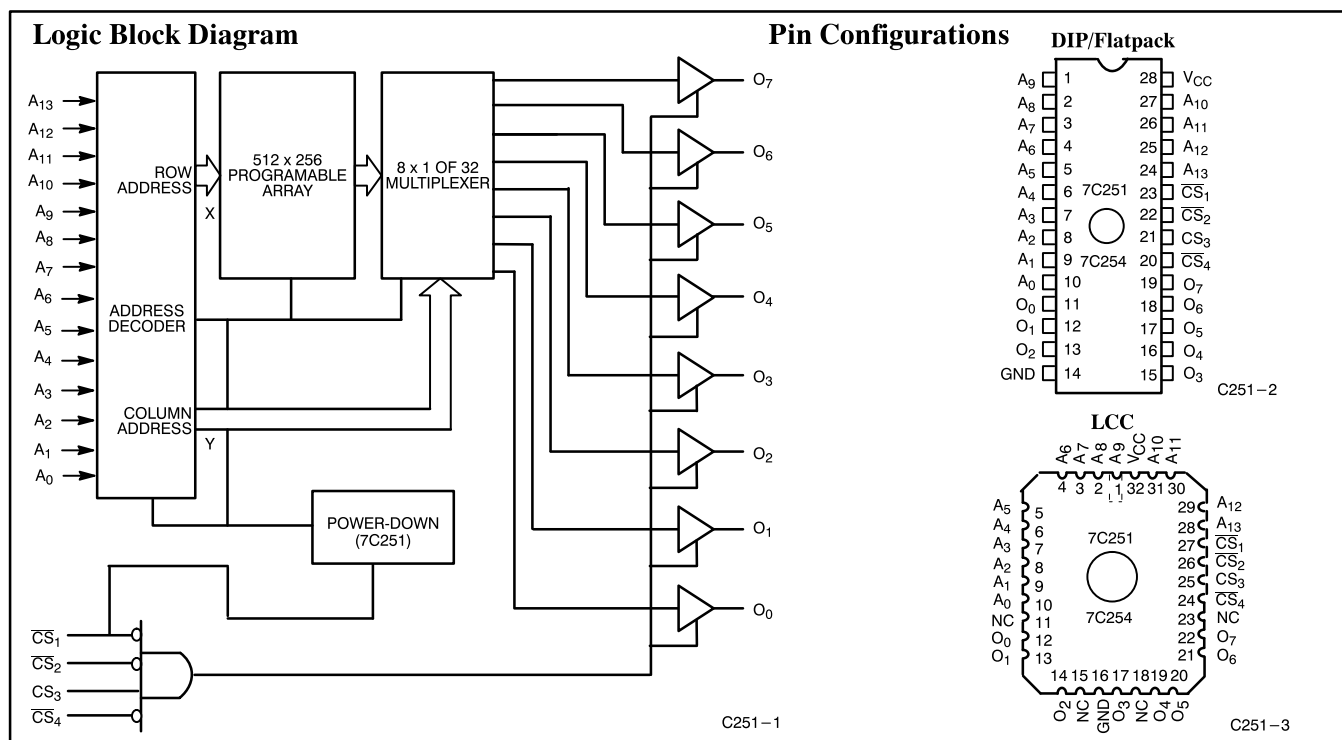 Logic Block Diagram
A13
A12
A11
A10
A9
A8
A7
A6
A5
A4
A3
A2
A1
A0
ROW
ADDRESS
X
ADDRESS
DECODER
COLUMN
ADDRESS
Y
512 x 256
PROGRAMABLE
ARRAY
8 x 1 OF 32
MULTIPLEXER
POWER-DOWN
(7C251)
O7
O6
O5
O4
O3
O2
O1
O0
C̅S̅1
C̅S̅2
CS3
C̅S̅4
C251−1
Pin Configurations
DIP/Flatpack
A9 1 28 VCC
A8 2 27 A10
A7 3 26 A11
A6 4 25 A12
A5 5 24 A13
A4 6 7C251 23 C̅S̅1
A3 7 22 C̅S̅2
A2 8 21 CS3
A1 9 7C254 20 C̅S̅4
A0 10 19 O7
O0 11 18 O6
O1 12 17 O5
O2 13 16 O4
GND 14 15 O3
C251−2
LCC
A6 A7 A8 A9 VCC A10 A11
4 3 2 1 32 31 30
A5 5 29 A12
A4 6 28 A13
A3 7 7C251 27 C̅S̅1
A2 8 26 C̅S̅2
A1 9 25 CS3
A0 10 24 C̅S̅4
NC 11 7C254 23 NC
O0 12 22 O7
O1 13 21 O6
14 15 16 17 18 19 20
O2 NC GND O3 NC O4 O5
C251−3